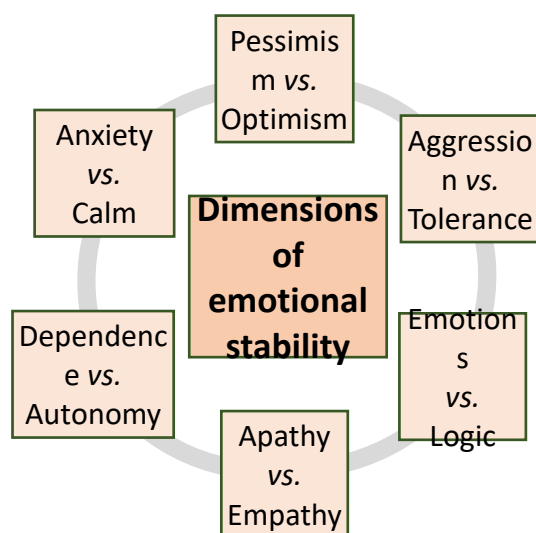 Pessimis
m vs.
Optimism
Anxiety
vs.
Calm
Aggressio
n vs.
Tolerance
Dimensions
of
emotional
stability
Dependenc
e vs.
Autonomy
Emotion
s
vs.
Logic
Apathy
vs.
Empathy